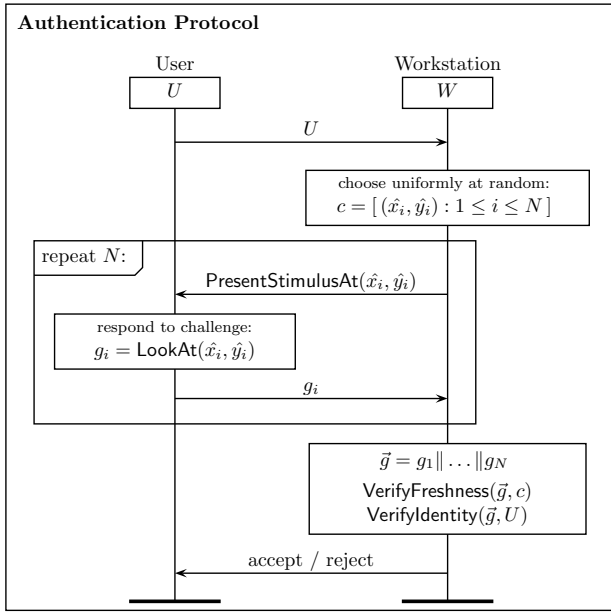 Authentication Protocol
User
Workstation
U
W
U
choose uniformly at random:
c = [ (x̂ᵢ, ŷᵢ) : 1 ≤ i ≤ N ]
repeat N:
PresentStimulusAt(x̂ᵢ, ŷᵢ)
respond to challenge:
gᵢ = LookAt(x̂ᵢ, ŷᵢ)
gᵢ
g⃗ = g₁‖ … ‖g_N
VerifyFreshness(g⃗, c)
VerifyIdentity(g⃗, U)
accept / reject